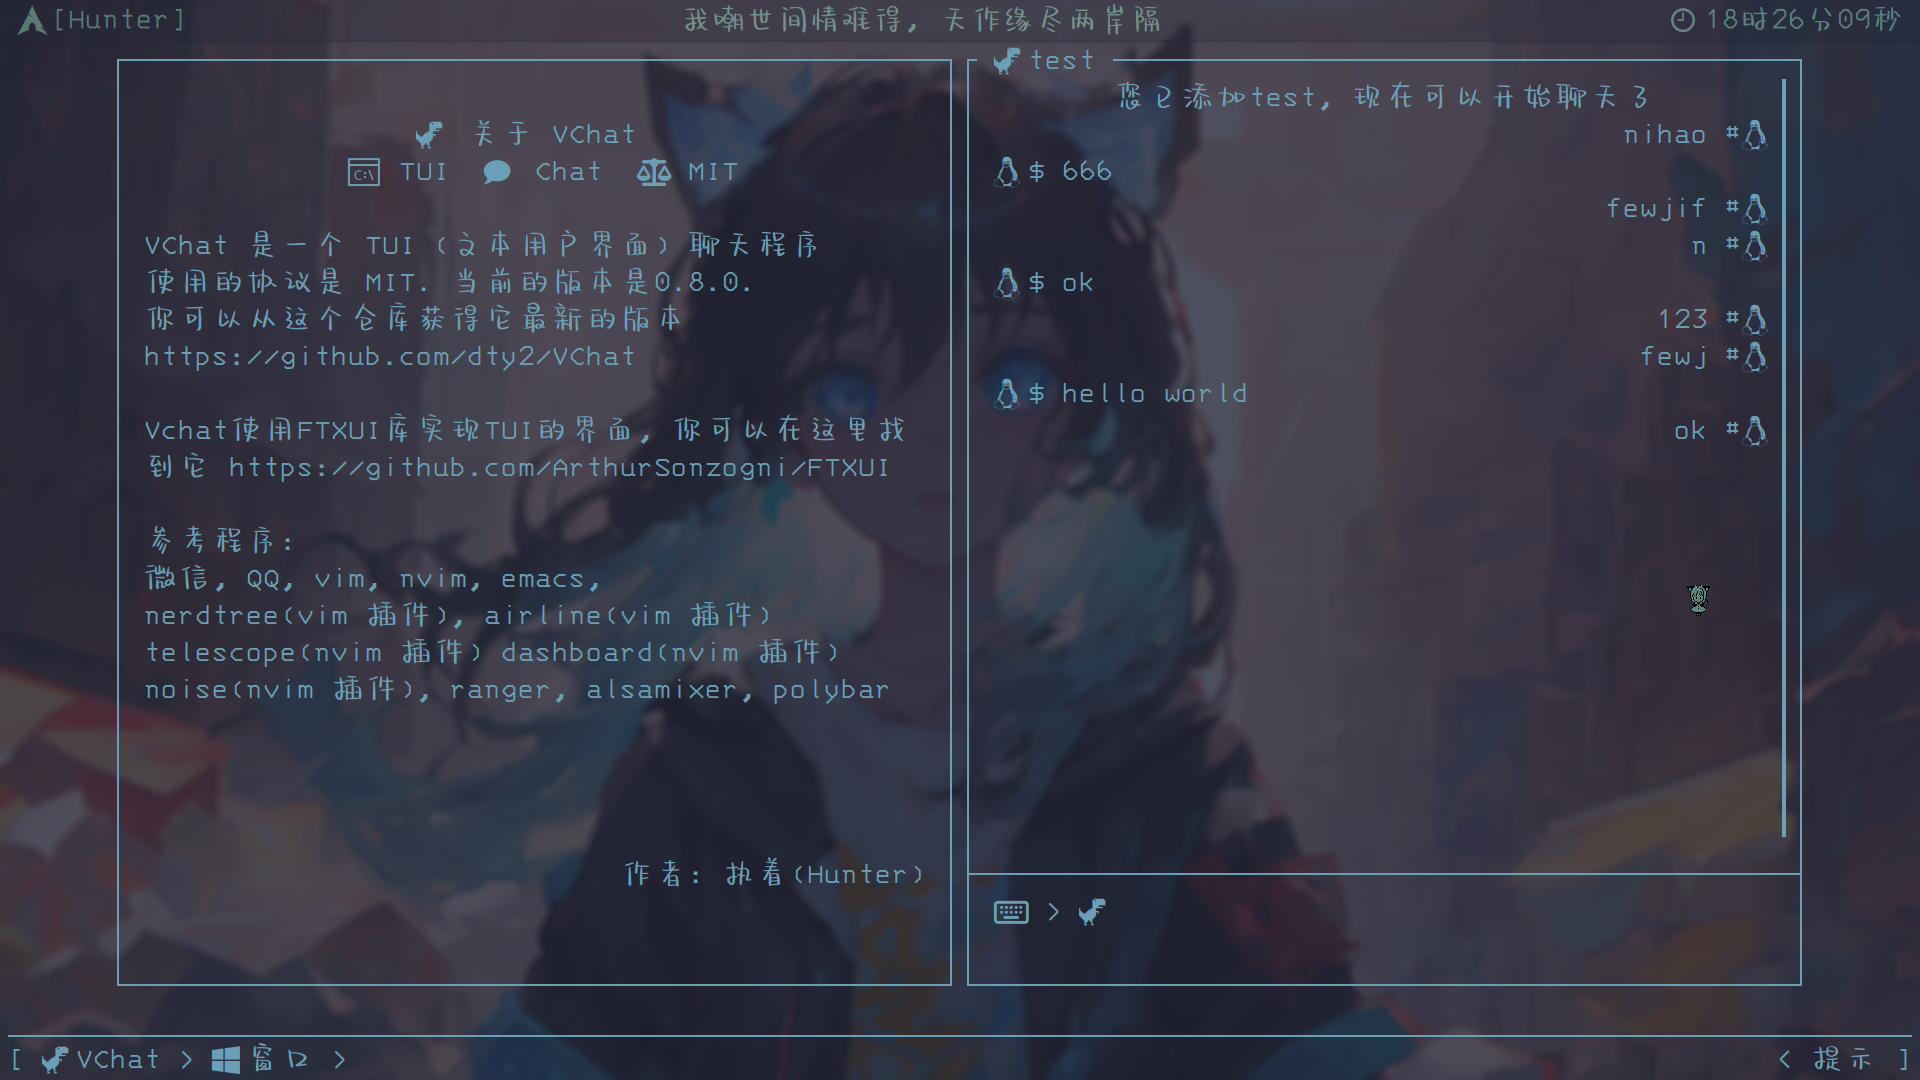 [Hunter]
我嘲世间情难得, 天作缘尽两岸隔
18时26分09秒
关于 VChat
C:\ TUI Chat MIT
VChat 是一个 TUI (文本用户界面) 聊天程序
使用的协议是 MIT. 当前的版本是0.8.0.
你可以从这个仓库获得它最新的版本
https://github.com/dty2/VChat
Vchat使用FTXUI库实现TUI的界面, 你可以在这里找
到它 https://github.com/ArthurSonzogni/FTXUI
参考程序:
微信, QQ, vim, nvim, emacs,
nerdtree(vim 插件), airline(vim 插件)
telescope(nvim 插件) dashboard(nvim 插件)
noise(nvim 插件), ranger, alsamixer, polybar
作者: 执着(Hunter)
test
您已添加test, 现在可以开始聊天了
nihao #
$ 666
fewjif #
n #
$ ok
123 #
fewj #
$ hello world
ok #
>
[ VChat > 窗口 >
< 提示 ]